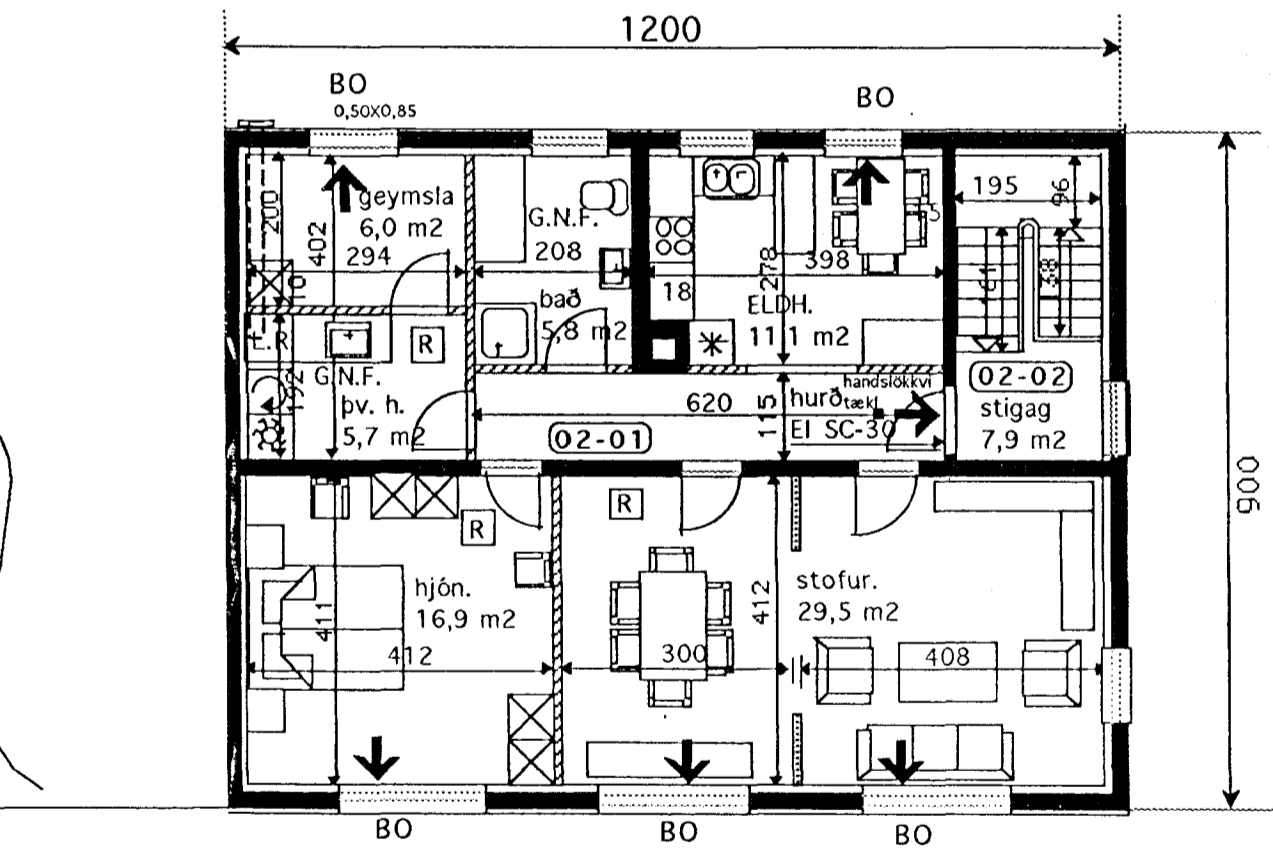 1200
BO
0,50X0,85
BO
geymsla
6,0 m2
294
200
402
10
G.N.F.
208
bað
5,8 m2
398
278
18
ELDH.
11,1 m2
195
96
161
138
02-02
stigag
7,9 m2
R
G.N.F.
þv. h.
5,7 m2
192
620
115
02-01
handslökkvi
hurð tæki
EI SC-30
900
R
R
hjón.
16,9 m2
411
412
300
412
stofur.
29,5 m2
408
BO
BO
BO